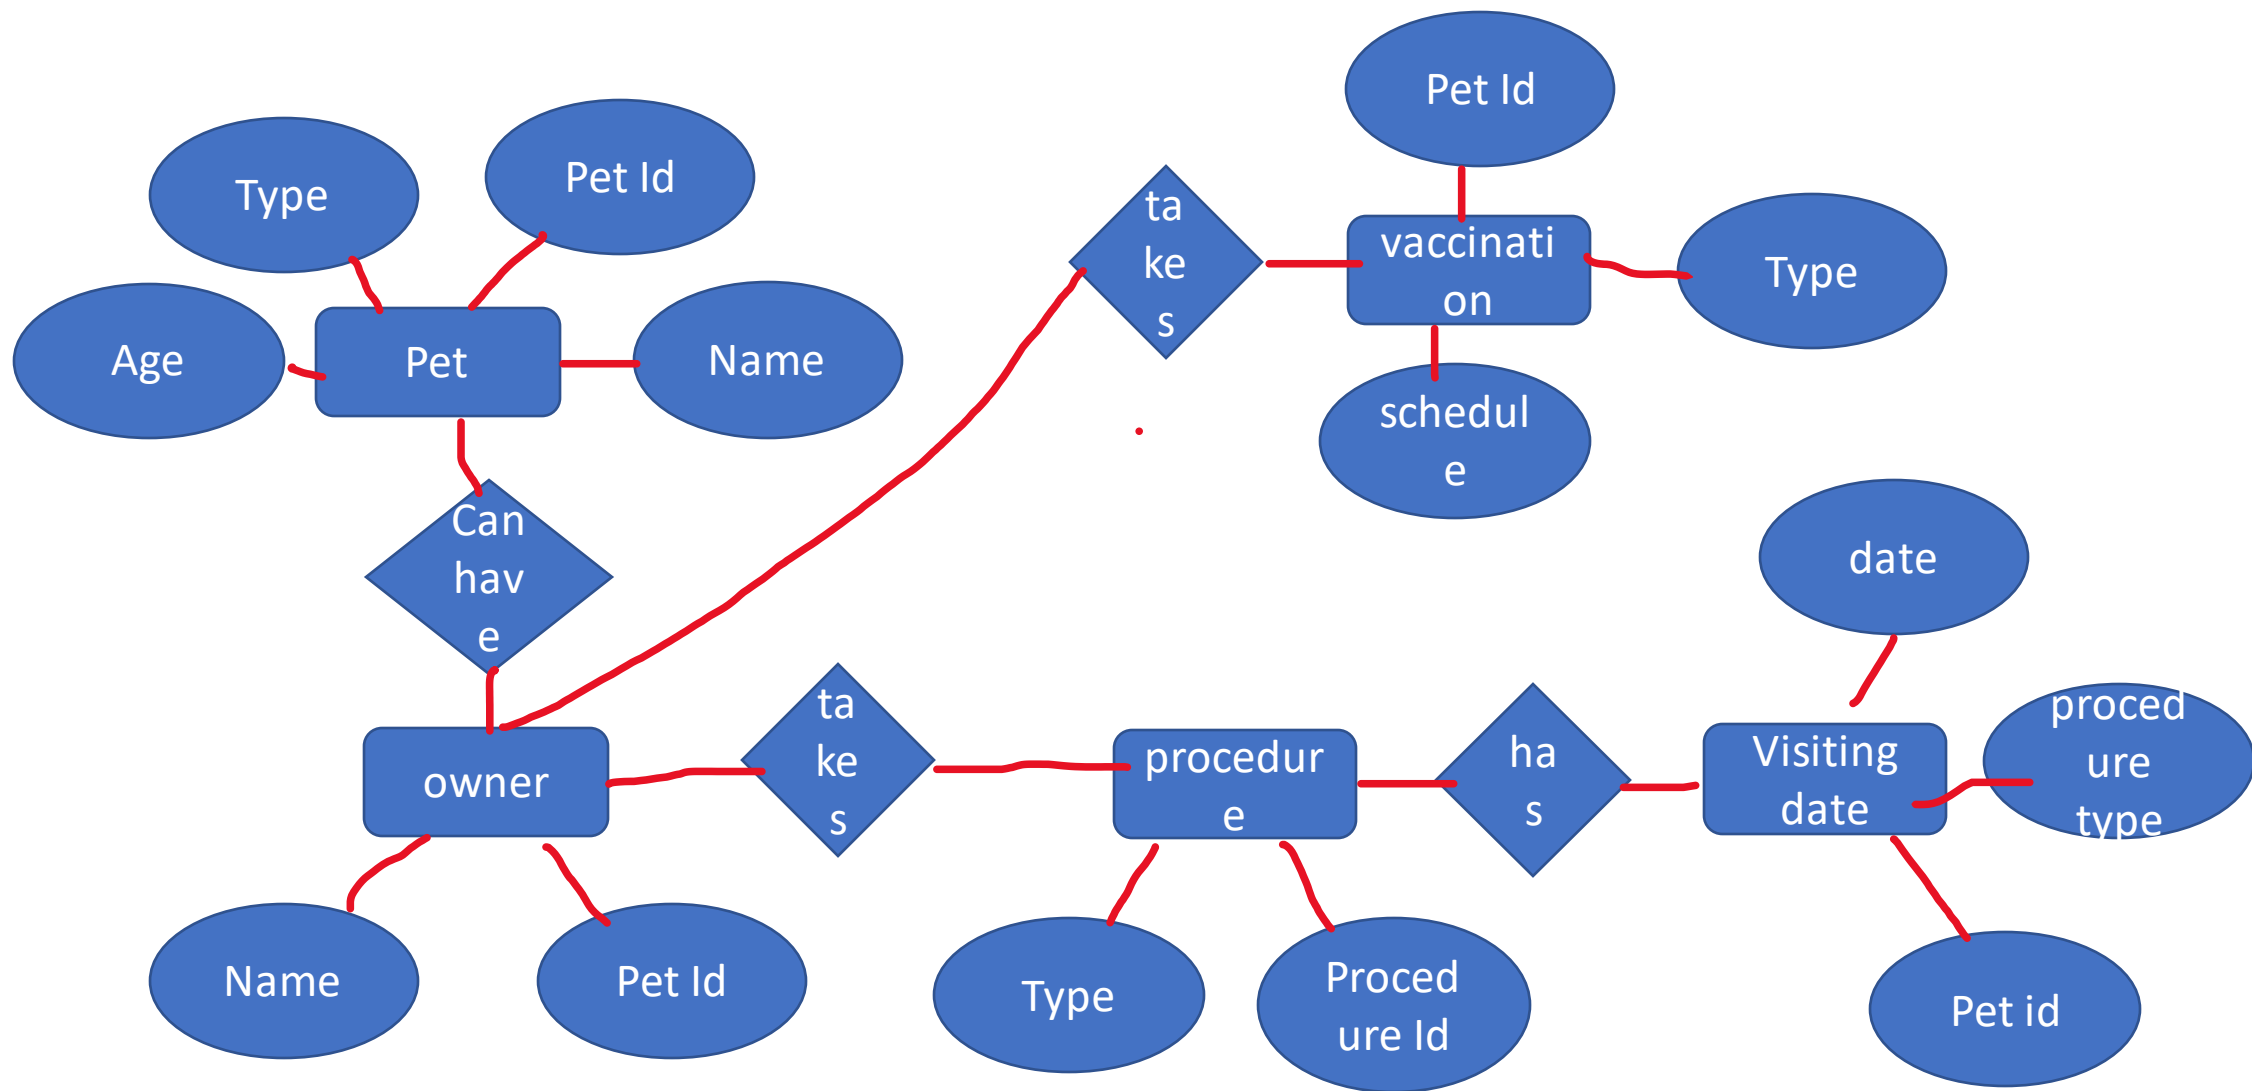 Pet Id
Type
Pet Id
ta
ke
s
vaccinati
on
Type
Age
Pet
Name
schedul
e
Can
hav
e
date
owner
ta
ke
s
procedur
e
ha
s
Visiting
date
proced
ure
type
Name
Pet Id
Type
Proced
ure Id
Pet id